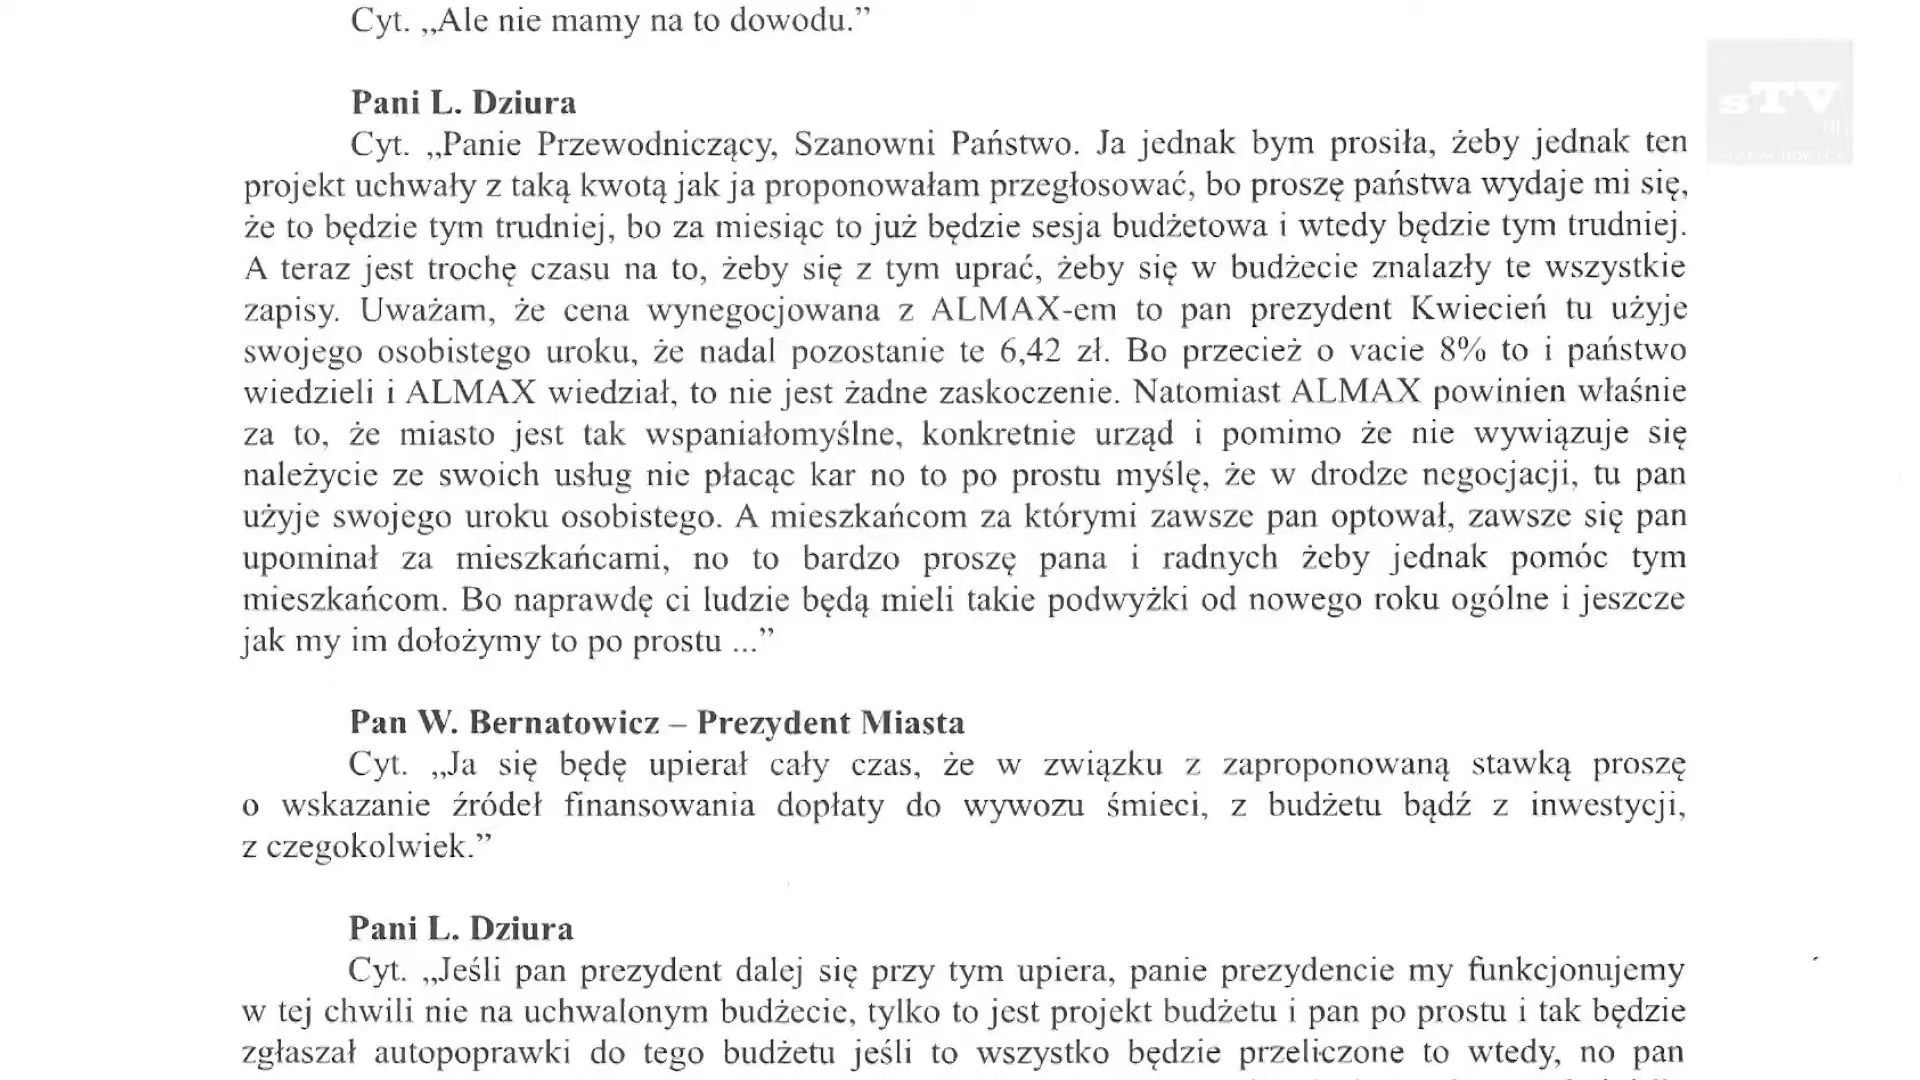 Cyt. „Ale nie mamy na to dowodu.”
Pani L. Dziura
Cyt. „Panie Przewodniczący, Szanowni Państwo. Ja jednak bym prosiła, żeby jednak ten
projekt uchwały z taką kwotą jak ja proponowałam przegłosować, bo proszę państwa wydaje mi się,
że to będzie tym trudniej, bo za miesiąc to już będzie sesja budżetowa i wtedy będzie tym trudniej.
A teraz jest trochę czasu na to, żeby się z tym uprać, żeby się w budżecie znalazły te wszystkie
zapisy. Uważam, że cena wynegocjowana z ALMAX-em to pan prezydent Kwiecień tu użyje
swojego osobistego uroku, że nadal pozostanie te 6,42 zł. Bo przecież o vacie 8% to i państwo
wiedzieli i ALMAX wiedział, to nie jest żadne zaskoczenie. Natomiast ALMAX powinien właśnie
za to, że miasto jest tak wspaniałomyślne, konkretnie urząd i pomimo że nie wywiązuje się
należycie ze swoich usług nie płacąc kar no to po prostu myślę, że w drodze negocjacji, tu pan
użyje swojego uroku osobistego. A mieszkańcom za którymi zawsze pan optował, zawsze się pan
upominał za mieszkańcami, no to bardzo proszę pana i radnych żeby jednak pomóc tym
mieszkańcom. Bo naprawdę ci ludzie będą mieli takie podwyżki od nowego roku ogólne i jeszcze
jak my im dołożymy to po prostu ...”
Pan W. Bernatowicz – Prezydent Miasta
Cyt. „Ja się będę upierał cały czas, że w związku z zaproponowaną stawką proszę
o wskazanie źródeł finansowania dopłaty do wywozu śmieci, z budżetu bądź z inwestycji,
z czegokolwiek.”
Pani L. Dziura
Cyt. „Jeśli pan prezydent dalej się przy tym upiera, panie prezydencie my funkcjonujemy
w tej chwili nie na uchwalonym budżecie, tylko to jest projekt budżetu i pan po prostu i tak będzie
zgłaszał autopoprawki do tego budżetu jeśli to wszystko będzie przeliczone to wtedy, no pan
sTV